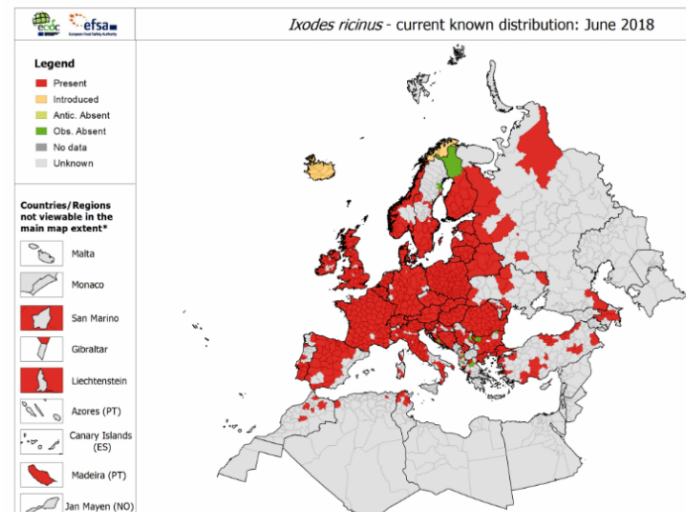 ecdc
efsa
European Food Safety Authority
Ixodes ricinus - current known distribution: June 2018
Legend
Present
Introduced
Antic. Absent
Obs. Absent
No data
Unknown
Countries/Regions
not viewable in the
main map extent*
Malta
Monaco
San Marino
Gibraltar
Liechtenstein
Azores (PT)
Canary Islands
(ES)
Madeira (PT)
Jan Mayen (NO)